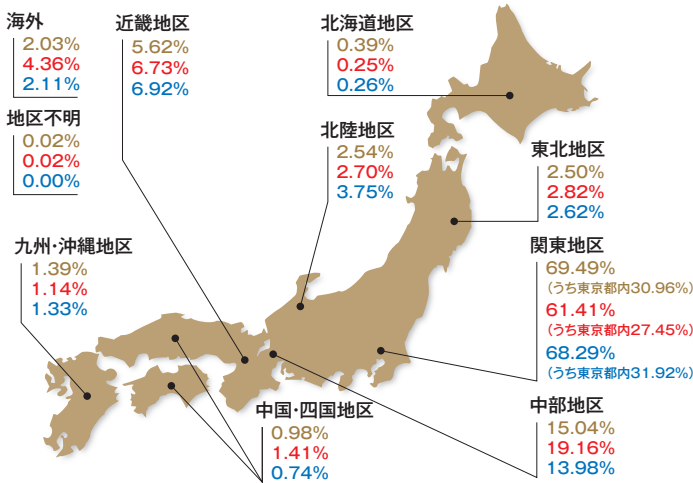 海外
2.03%
4.36%
2.11%
地区不明
0.02%
0.02%
0.00%
近畿地区
5.62%
6.73%
6.92%
北海道地区
0.39%
0.25%
0.26%
北陸地区
2.54%
2.70%
3.75%
東北地区
2.50%
2.82%
2.62%
九州・沖縄地区
1.39%
1.14%
1.33%
関東地区
69.49%
(うち東京都内30.96%)
61.41%
(うち東京都内27.45%)
68.29%
(うち東京都内31.92%)
中国・四国地区
0.98%
1.41%
0.74%
中部地区
15.04%
19.16%
13.98%